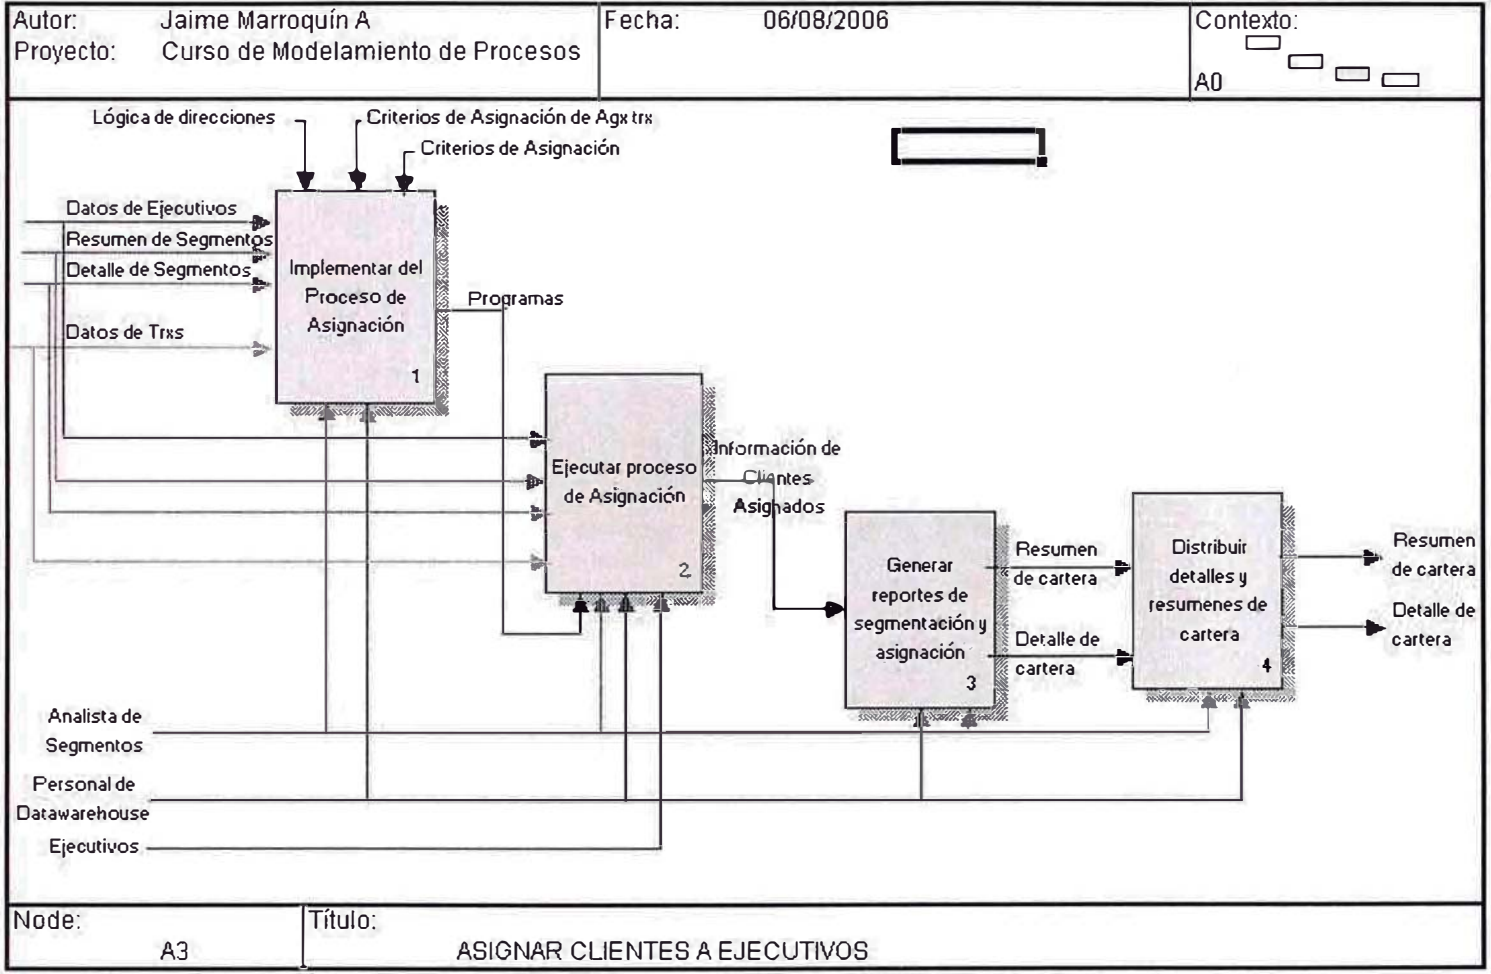 Autor: Jaime Marroquín A
Proyecto: Curso de Modelamiento de Procesos
Fecha: 06/08/2006
Contexto:
A0
Lógica de direcciones
Criterios de Asignación de Agx trx
Criterios de Asignación
Datos de Ejecutivos
Resumen de Segmentos
Detalle de Segmentos
Datos de Trxs
Implementar del
Proceso de
Asignación
1
Programas
Ejecutar proceso
de Asignación
2
Información de
Clientes
Asignados
Generar
reportes de
segmentación y
asignación
3
Resumen
de cartera
Detalle de
cartera
Distribuir
detalles y
resumenes de
cartera
4
Resumen
de cartera
Detalle de
cartera
Analista de
Segmentos
Personal de
Datawarehouse
Ejecutivos
Node:
A3
Título:
ASIGNAR CLIENTES A EJECUTIVOS